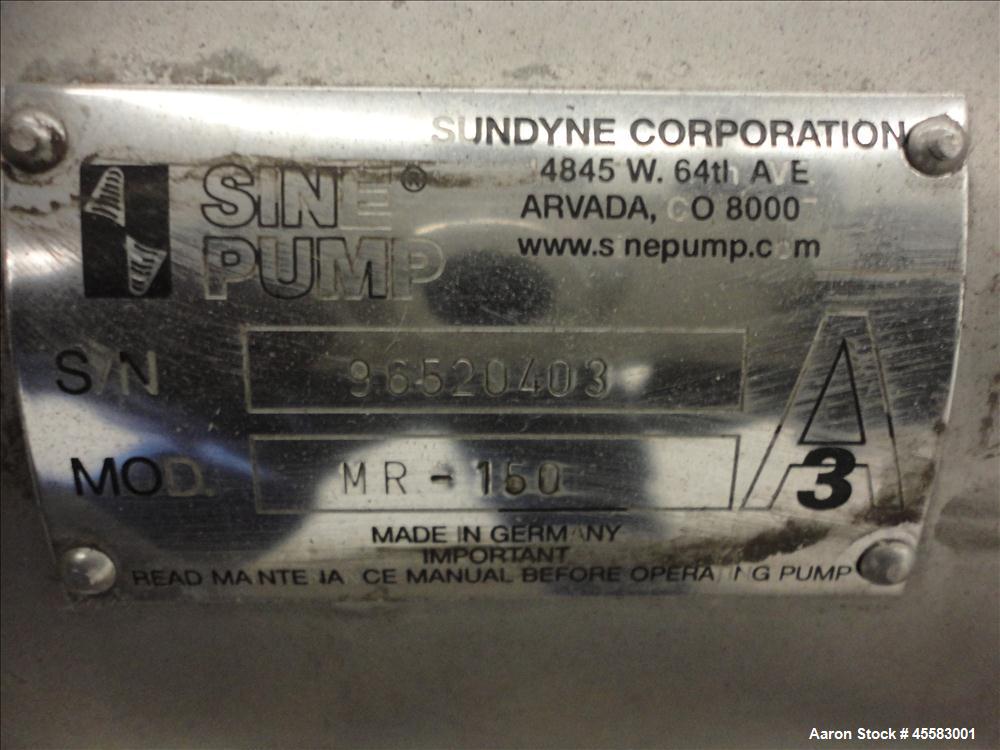 SUNDYNE CORPORATION
14845 W. 64th AVE
ARVADA, CO 8000
www.sinepump.com
SINE®
PUMP
S/N 96520403
MOD. MR-150
3
A
MADE IN GERMANY
IMPORTANT
READ MAINTENANCE MANUAL BEFORE OPERATING PUMP
Aaron Stock # 45583001